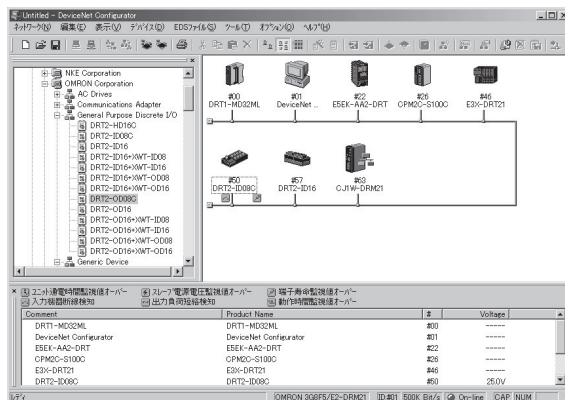 Untitled - DeviceNet Configurator
ネットワーク(N) 編集(E) 表示(V) デバイス(D) EDSファイル(S) ツール(T) オプション(O) ヘルプ(H)
NKE Corporation
OMRON Corporation
AC Drives
Communications Adapter
General Purpose Discrete I/O
DRT2-HD16C
DRT2-ID08C
DRT2-ID16
DRT2-ID16+XWT-ID08
DRT2-ID16+XWT-ID16
DRT2-ID16+XWT-OD08
DRT2-ID16+XWT-OD16
DRT2-OD08C
DRT2-OD16
DRT2-OD16+XWT-ID08
DRT2-OD16+XWT-ID16
DRT2-OD16+XWT-OD08
DRT2-OD16+XWT-OD16
Generic Device
#00 #01 #22 #26 #46
DRT1-MD32ML DeviceNet ... E5EK-AA2-DRT CPM2C-S100C E3X-DRT21
#50 #57 #63
DRT2-ID08C DRT2-ID16 CJ1W-DRM21
ユニット通電時間監視値オーバー スレーブ電源電圧監視値オーバー 端子寿命監視値オーバー
入力機器断線検知 出力負荷短絡検知 動作時間監視値オーバー
Comment Product Name # Voltage
DRT1-MD32ML DRT1-MD32ML #00 -----
DeviceNet Configurator DeviceNet Configurator #01 -----
E5EK-AA2-DRT E5EK-AA2-DRT #22 -----
CPM2C-S100C CPM2C-S100C #26 -----
E3X-DRT21 E3X-DRT21 #46 -----
DRT2-ID08C DRT2-ID08C #50 25.0V
レディ OMRON 3G8F5/E2-DRM21 ID:#01 500K Bit/s On-line CAP NUM